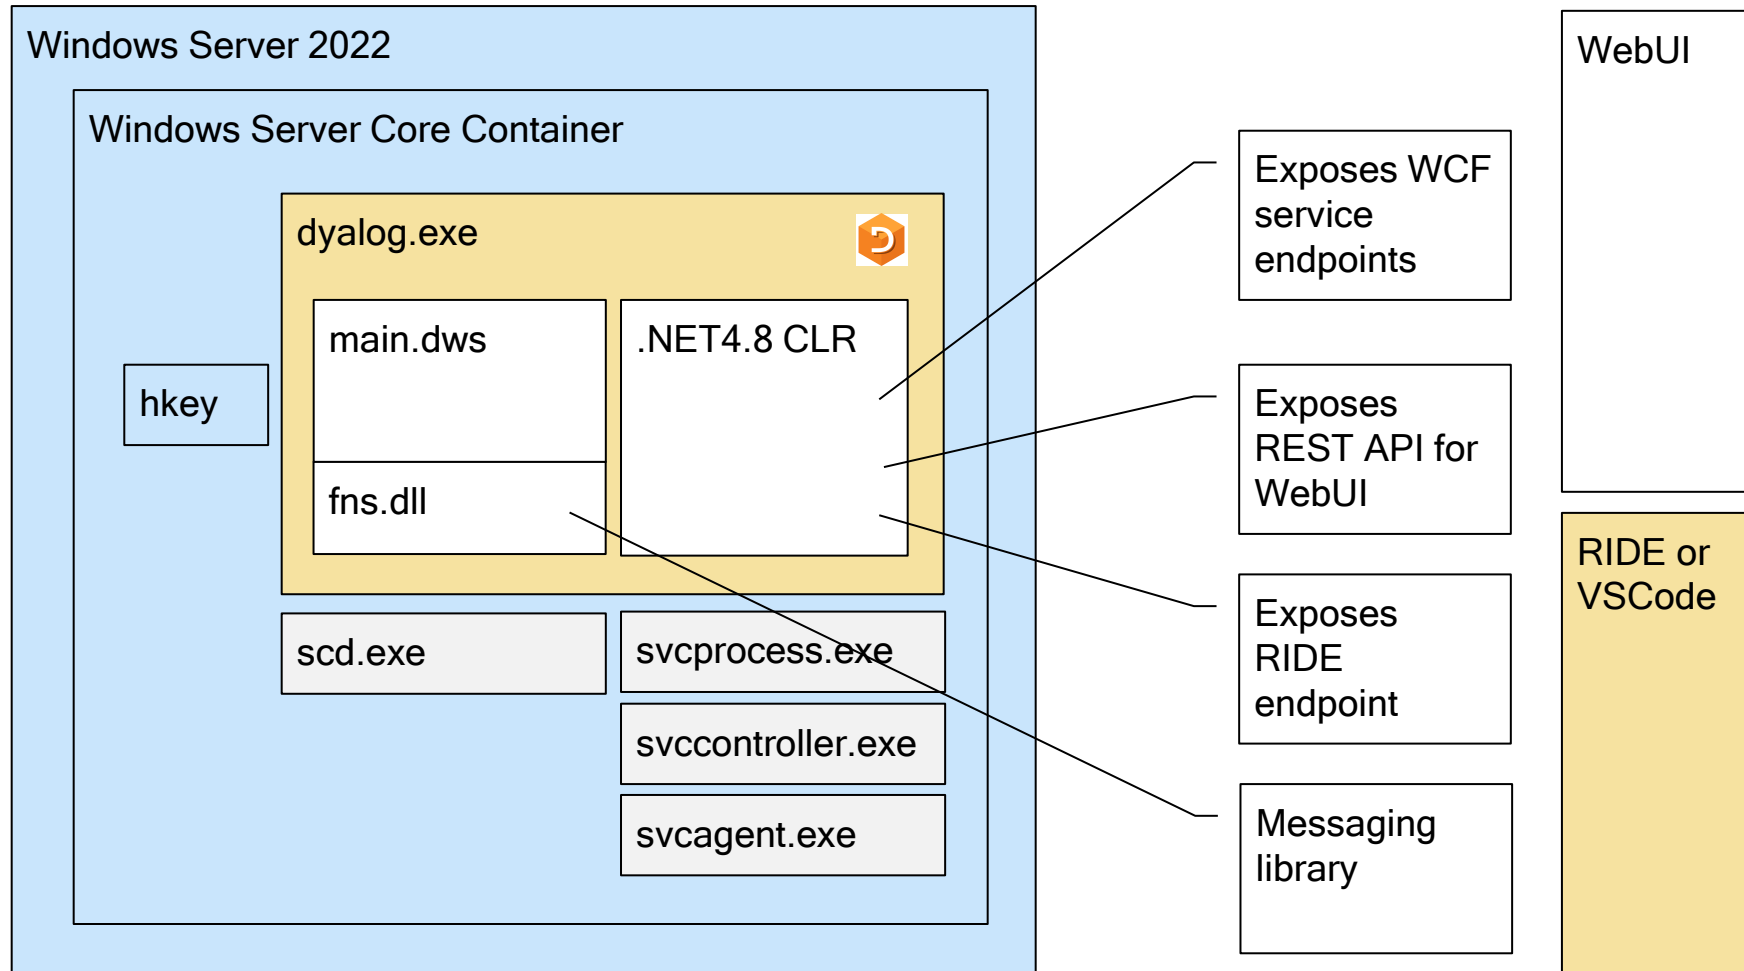 Windows Server 2022
Windows Server Core Container
dyalog.exe
main.dws
.NET4.8 CLR
hkey
fns.dll
scd.exe
svcprocess.exe
svccontroller.exe
svcagent.exe
Exposes WCF
service
endpoints
Exposes
REST API for
WebUI
Exposes
RIDE
endpoint
Messaging
library
WebUI
RIDE or
VSCode